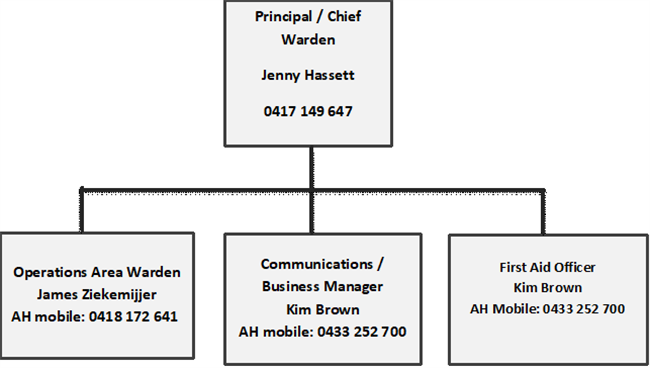 Principal / Chief
Warden
Jenny Hassett
0417 149 647
Operations Area Warden
James Ziekemijjer
AH mobile: 0418 172 641
Communications /
Business Manager
Kim Brown
AH mobile: 0433 252 700
First Aid Officer
Kim Brown
AH Mobile: 0433 252 700